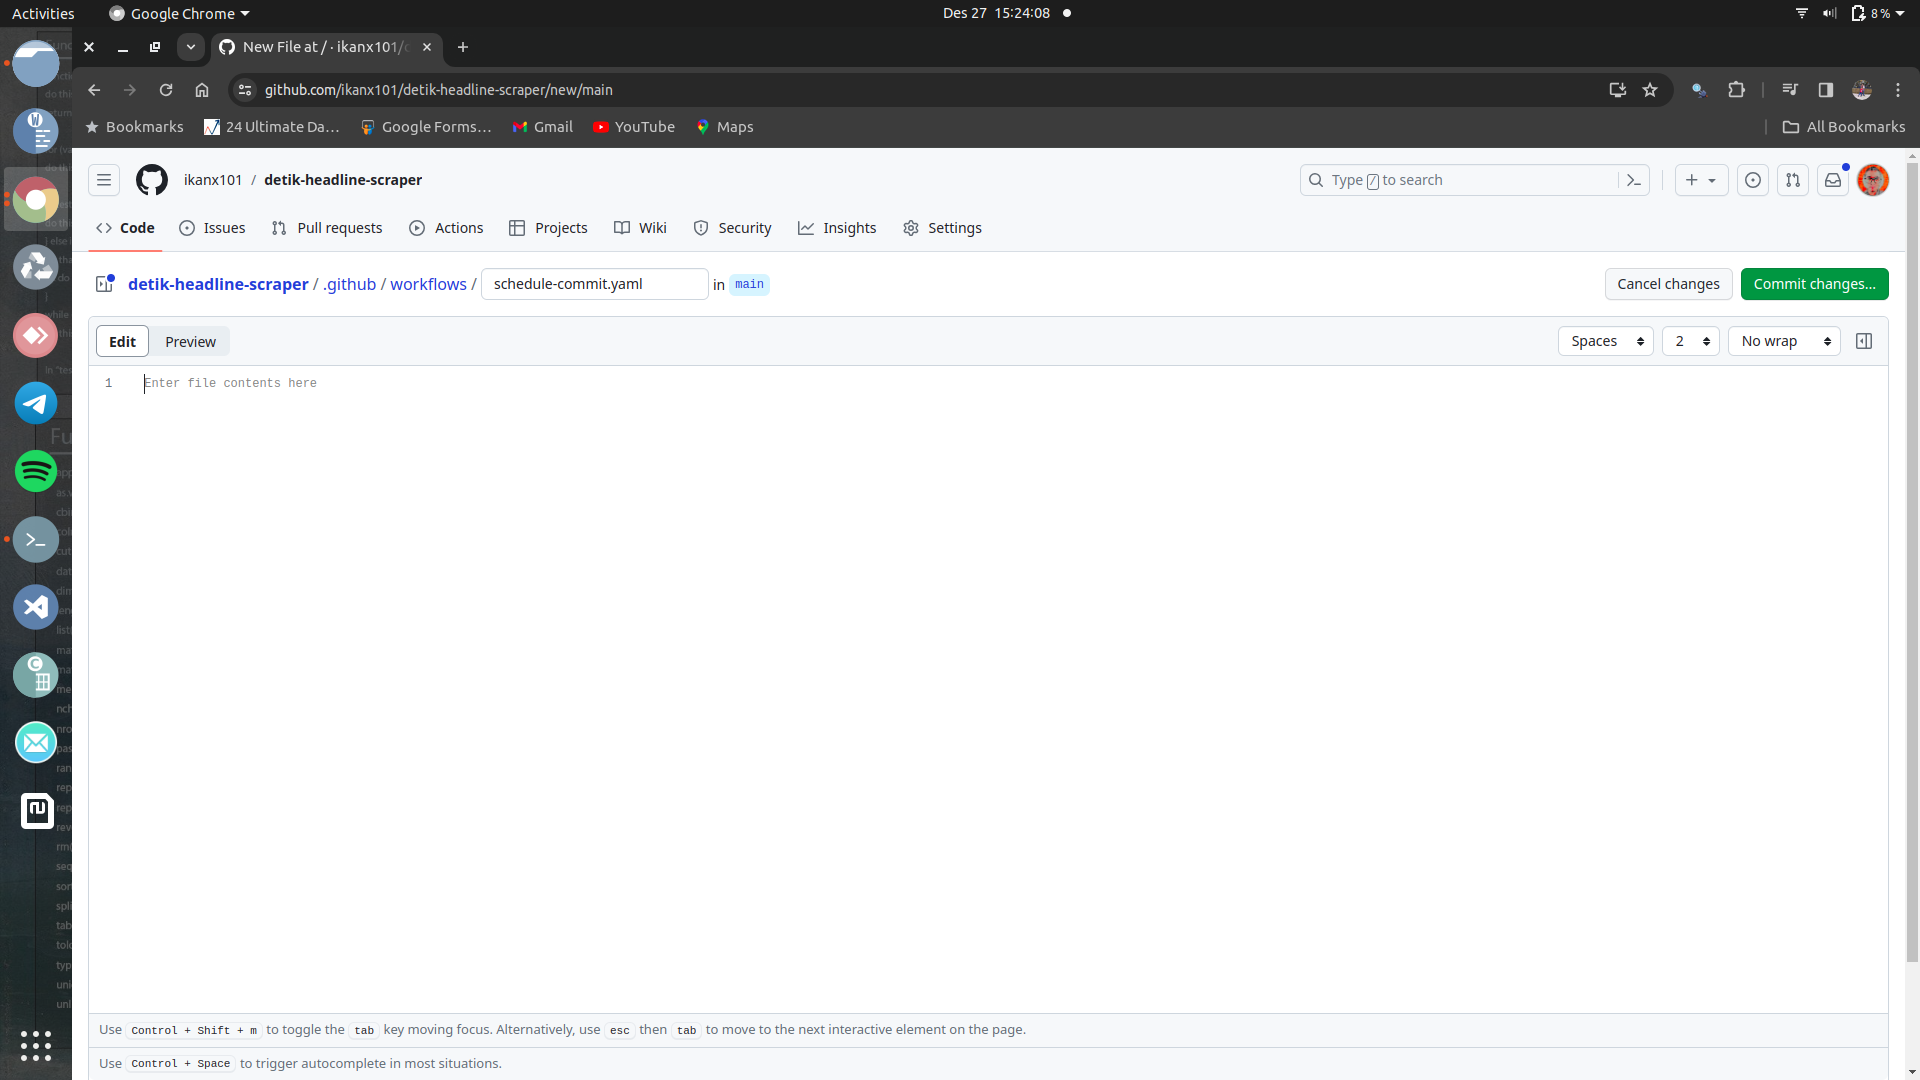 Activities
Google Chrome
Des 27 15:24:08
8 %
New File at / · ikanx101/
github.com/ikanx101/detik-headline-scraper/new/main
Bookmarks
24 Ultimate Da…
Google Forms…
Gmail
YouTube
Maps
All Bookmarks
ikanx101 / detik-headline-scraper
Type / to search
Code
Issues
Pull requests
Actions
Projects
Wiki
Security
Insights
Settings
detik-headline-scraper / .github / workflows / schedule-commit.yaml in main
Cancel changes
Commit changes...
Edit
Preview
Spaces
2
No wrap
1 Enter file contents here
Use Control + Shift + m to toggle the tab key moving focus. Alternatively, use esc then tab to move to the next interactive element on the page.
Use Control + Space to trigger autocomplete in most situations.